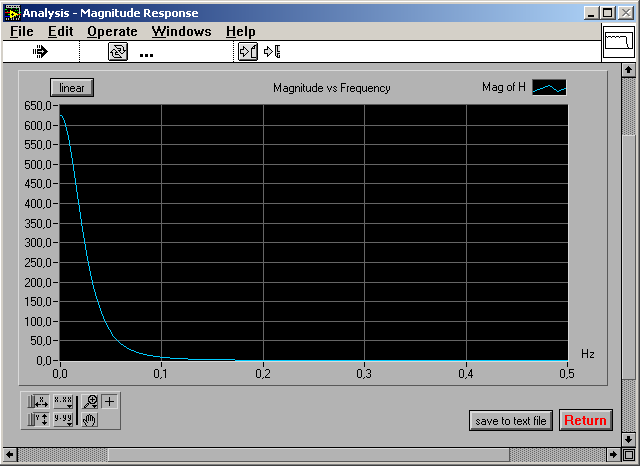 Analysis - Magnitude Response
File Edit Operate Windows Help
...
linear
Magnitude vs Frequency
Mag of H
650,0
600,0
550,0
500,0
450,0
400,0
350,0
300,0
250,0
200,0
150,0
100,0
50,0
0,0
Hz
0,0 0,1 0,2 0,3 0,4 0,5
X x.xx
Y y.yy
save to text file
Return